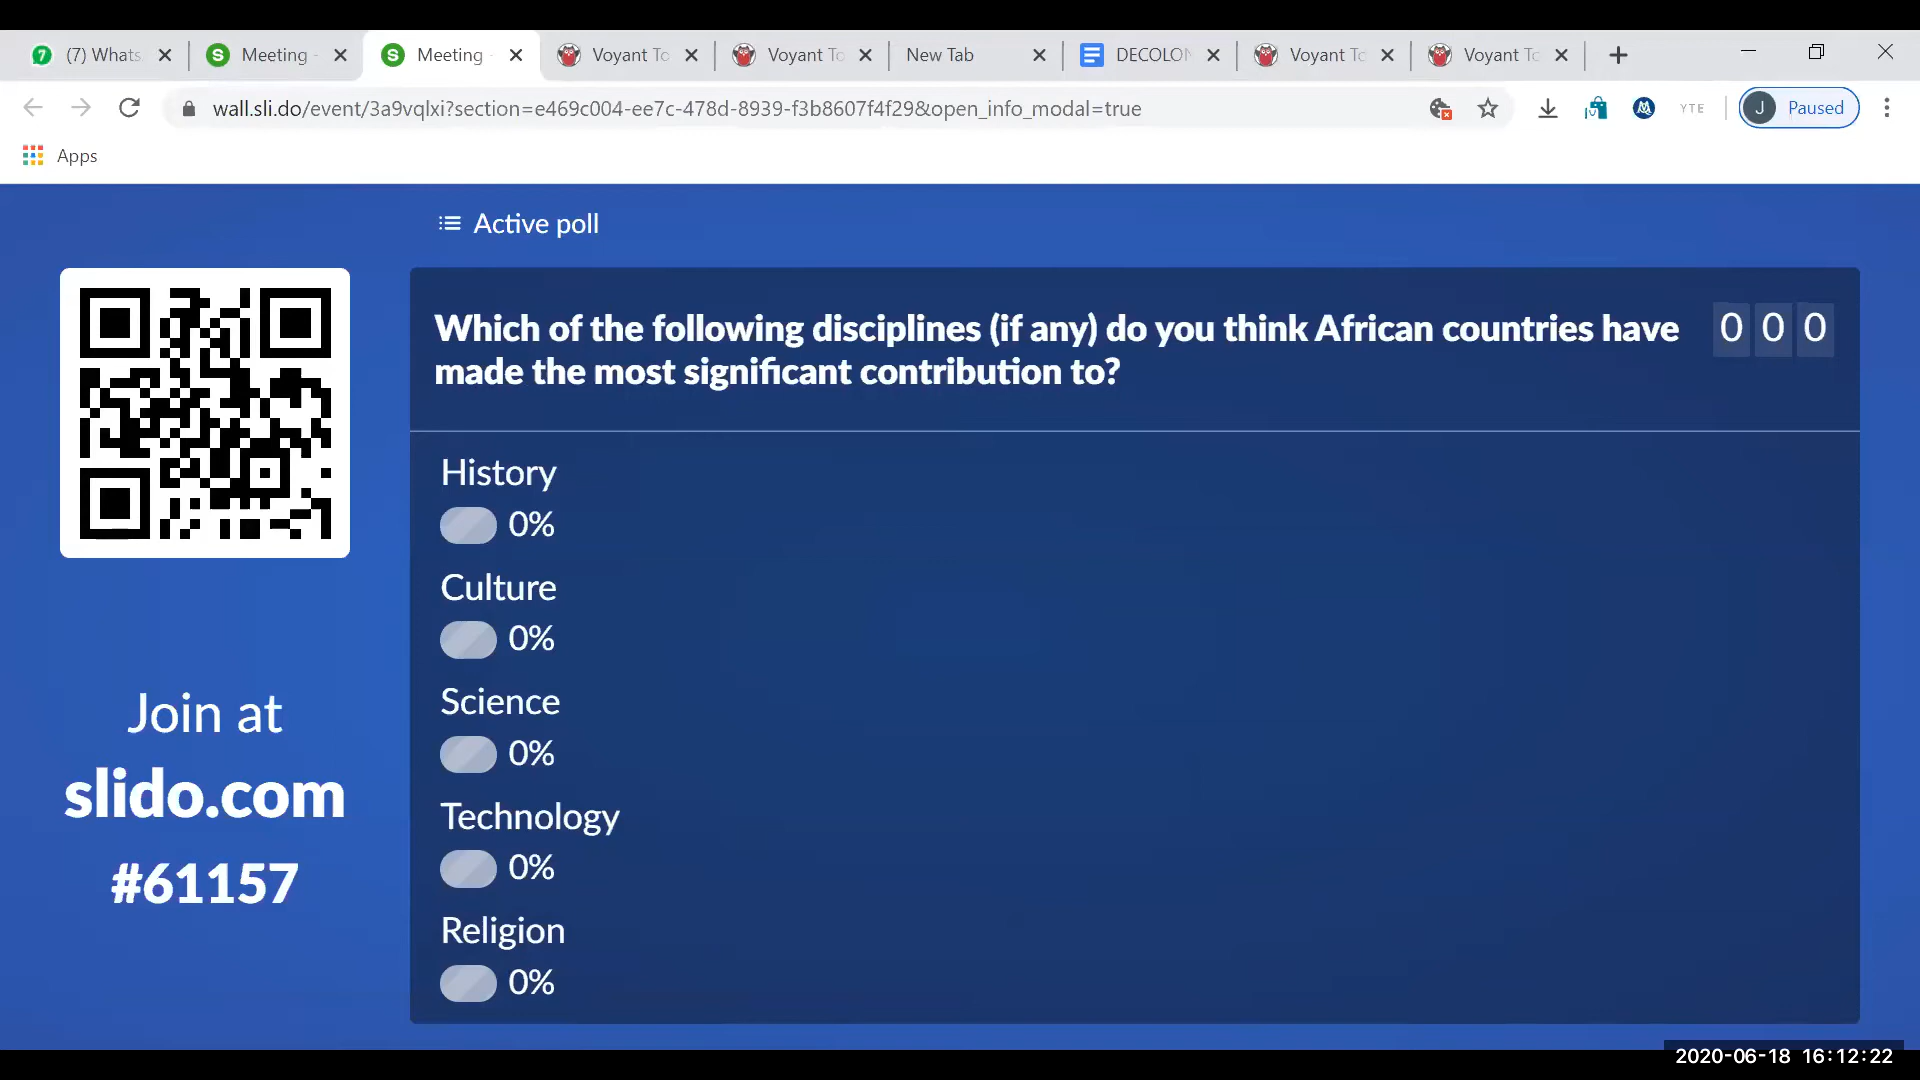 (7) Whats
Meeting -
Meeting -
Voyant To
Voyant To
New Tab
DECOLON
Voyant To
Voyant To
wall.sli.do/event/3a9vqlxi?section=e469c004-ee7c-478d-8939-f3b8607f4f29&open_info_modal=true
YTE
J Paused
Apps
Active poll
Which of the following disciplines (if any) do you think African countries have
made the most significant contribution to?
0 0 0
History
0%
Culture
0%
Science
0%
Technology
0%
Religion
0%
Join at
slido.com
#61157
2020-06-18 16:12:22